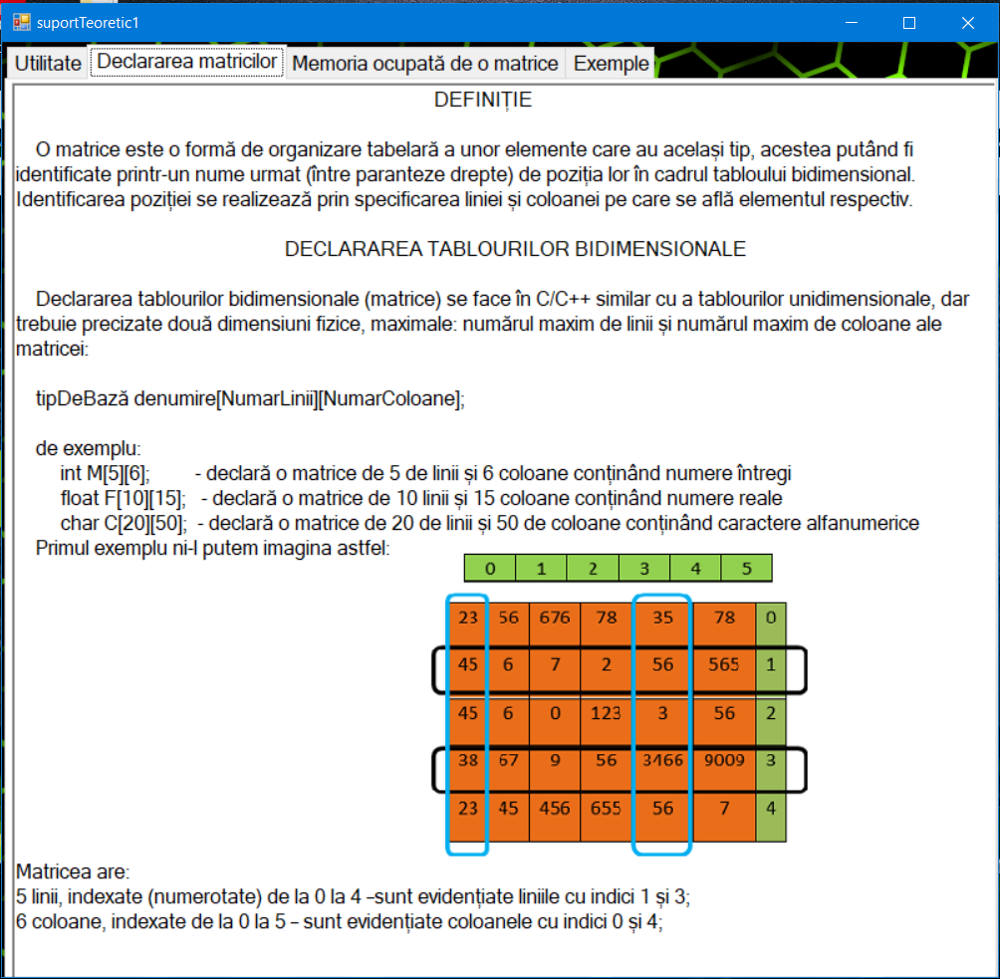 suportTeoretic1
Utilitate Declararea matricilor Memoria ocupată de o matrice Exemple
DEFINIȚIE
O matrice este o formă de organizare tabelară a unor elemente care au același tip, acestea putând fi
identificate printr-un nume urmat (între paranteze drepte) de poziția lor în cadrul tabloului bidimensional.
Identificarea poziției se realizează prin specificarea liniei și coloanei pe care se află elementul respectiv.
DECLARAREA TABLOURILOR BIDIMENSIONALE
Declararea tablourilor bidimensionale (matrice) se face în C/C++ similar cu a tablourilor unidimensionale, dar
trebuie precizate două dimensiuni fizice, maximale: numărul maxim de linii și numărul maxim de coloane ale
matricei:
tipDeBază denumire[NumarLinii][NumarColoane];
de exemplu:
int M[5][6]; - declară o matrice de 5 de linii și 6 coloane conținând numere întregi
float F[10][15]; - declară o matrice de 10 linii și 15 coloane conținând numere reale
char C[20][50]; - declară o matrice de 20 de linii și 50 de coloane conținând caractere alfanumerice
Primul exemplu ni-l putem imagina astfel:
0 1 2 3 4 5
23 56 676 78 35 78 0
45 6 7 2 56 565 1
45 6 0 123 3 56 2
38 67 9 56 3466 9009 3
23 45 456 655 56 7 4
Matricea are:
5 linii, indexate (numerotate) de la 0 la 4 –sunt evidențiate liniile cu indici 1 și 3;
6 coloane, indexate de la 0 la 5 – sunt evidențiate coloanele cu indici 0 și 4;